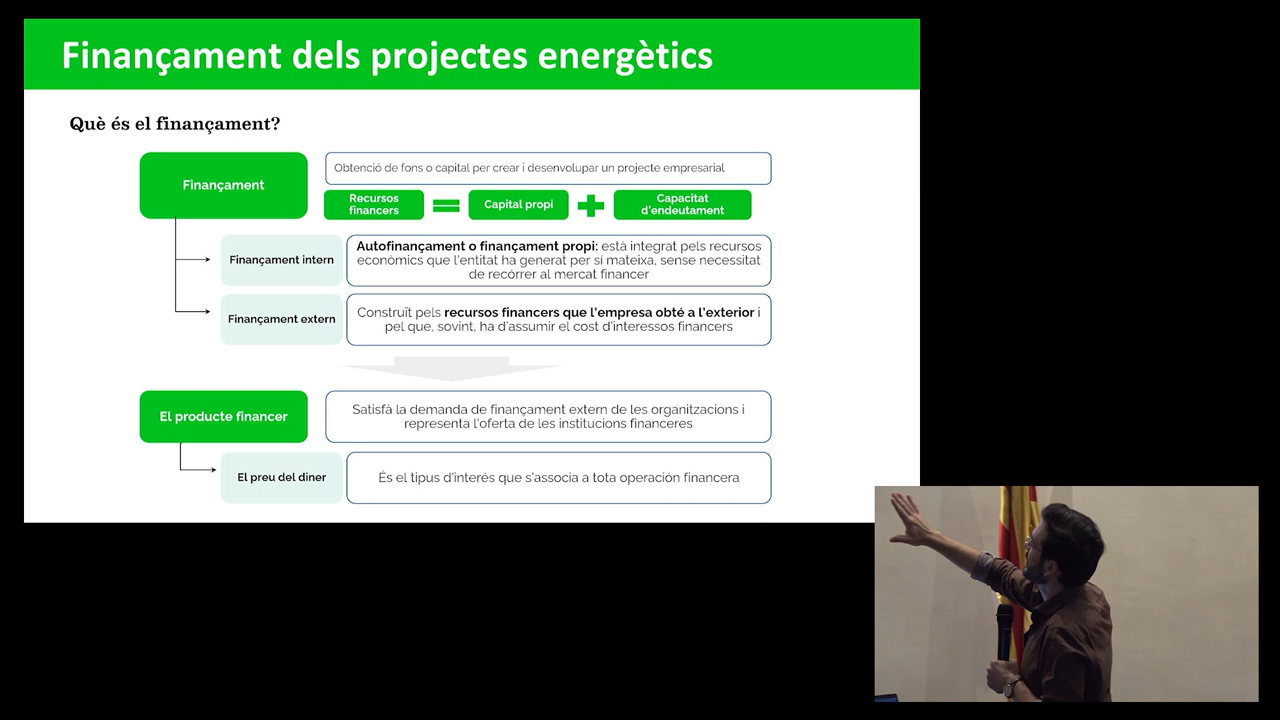 Finançament dels projectes energètics
Què és el finançament?
Finançament
Obtenció de fons o capital per crear i desenvolupar un projecte empresarial
Recursos
financers
Capital propi
Capacitat
d'endeutament
Finançament intern
Autofinançament o finançament propi: està integrat pels recursos
econòmics que l'entitat ha generat per sí mateixa, sense necessitat
de recórrer al mercat financer
Finançament extern
Construït pels recursos financers que l'empresa obté a l'exterior i
pel que, sovint, ha d'assumir el cost d'interessos financers
El producte financer
Satisfà la demanda de finançament extern de les organitzacions i
representa l'oferta de les institucions financeres
El preu del diner
És el tipus d'interés que s'associa a tota operación financera